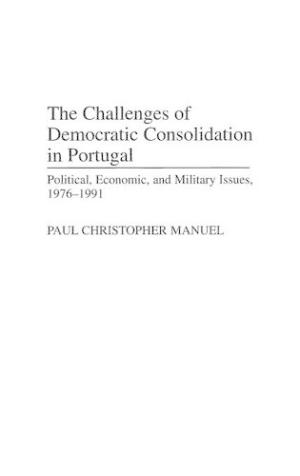 The Challenges of
Democratic Consolidation
in Portugal
Political, Economic, and Military Issues,
1976–1991
PAUL CHRISTOPHER MANUEL